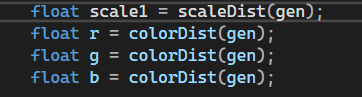 float scale1 = scaleDist(gen);
float r = colorDist(gen);
float g = colorDist(gen);
float b = colorDist(gen);